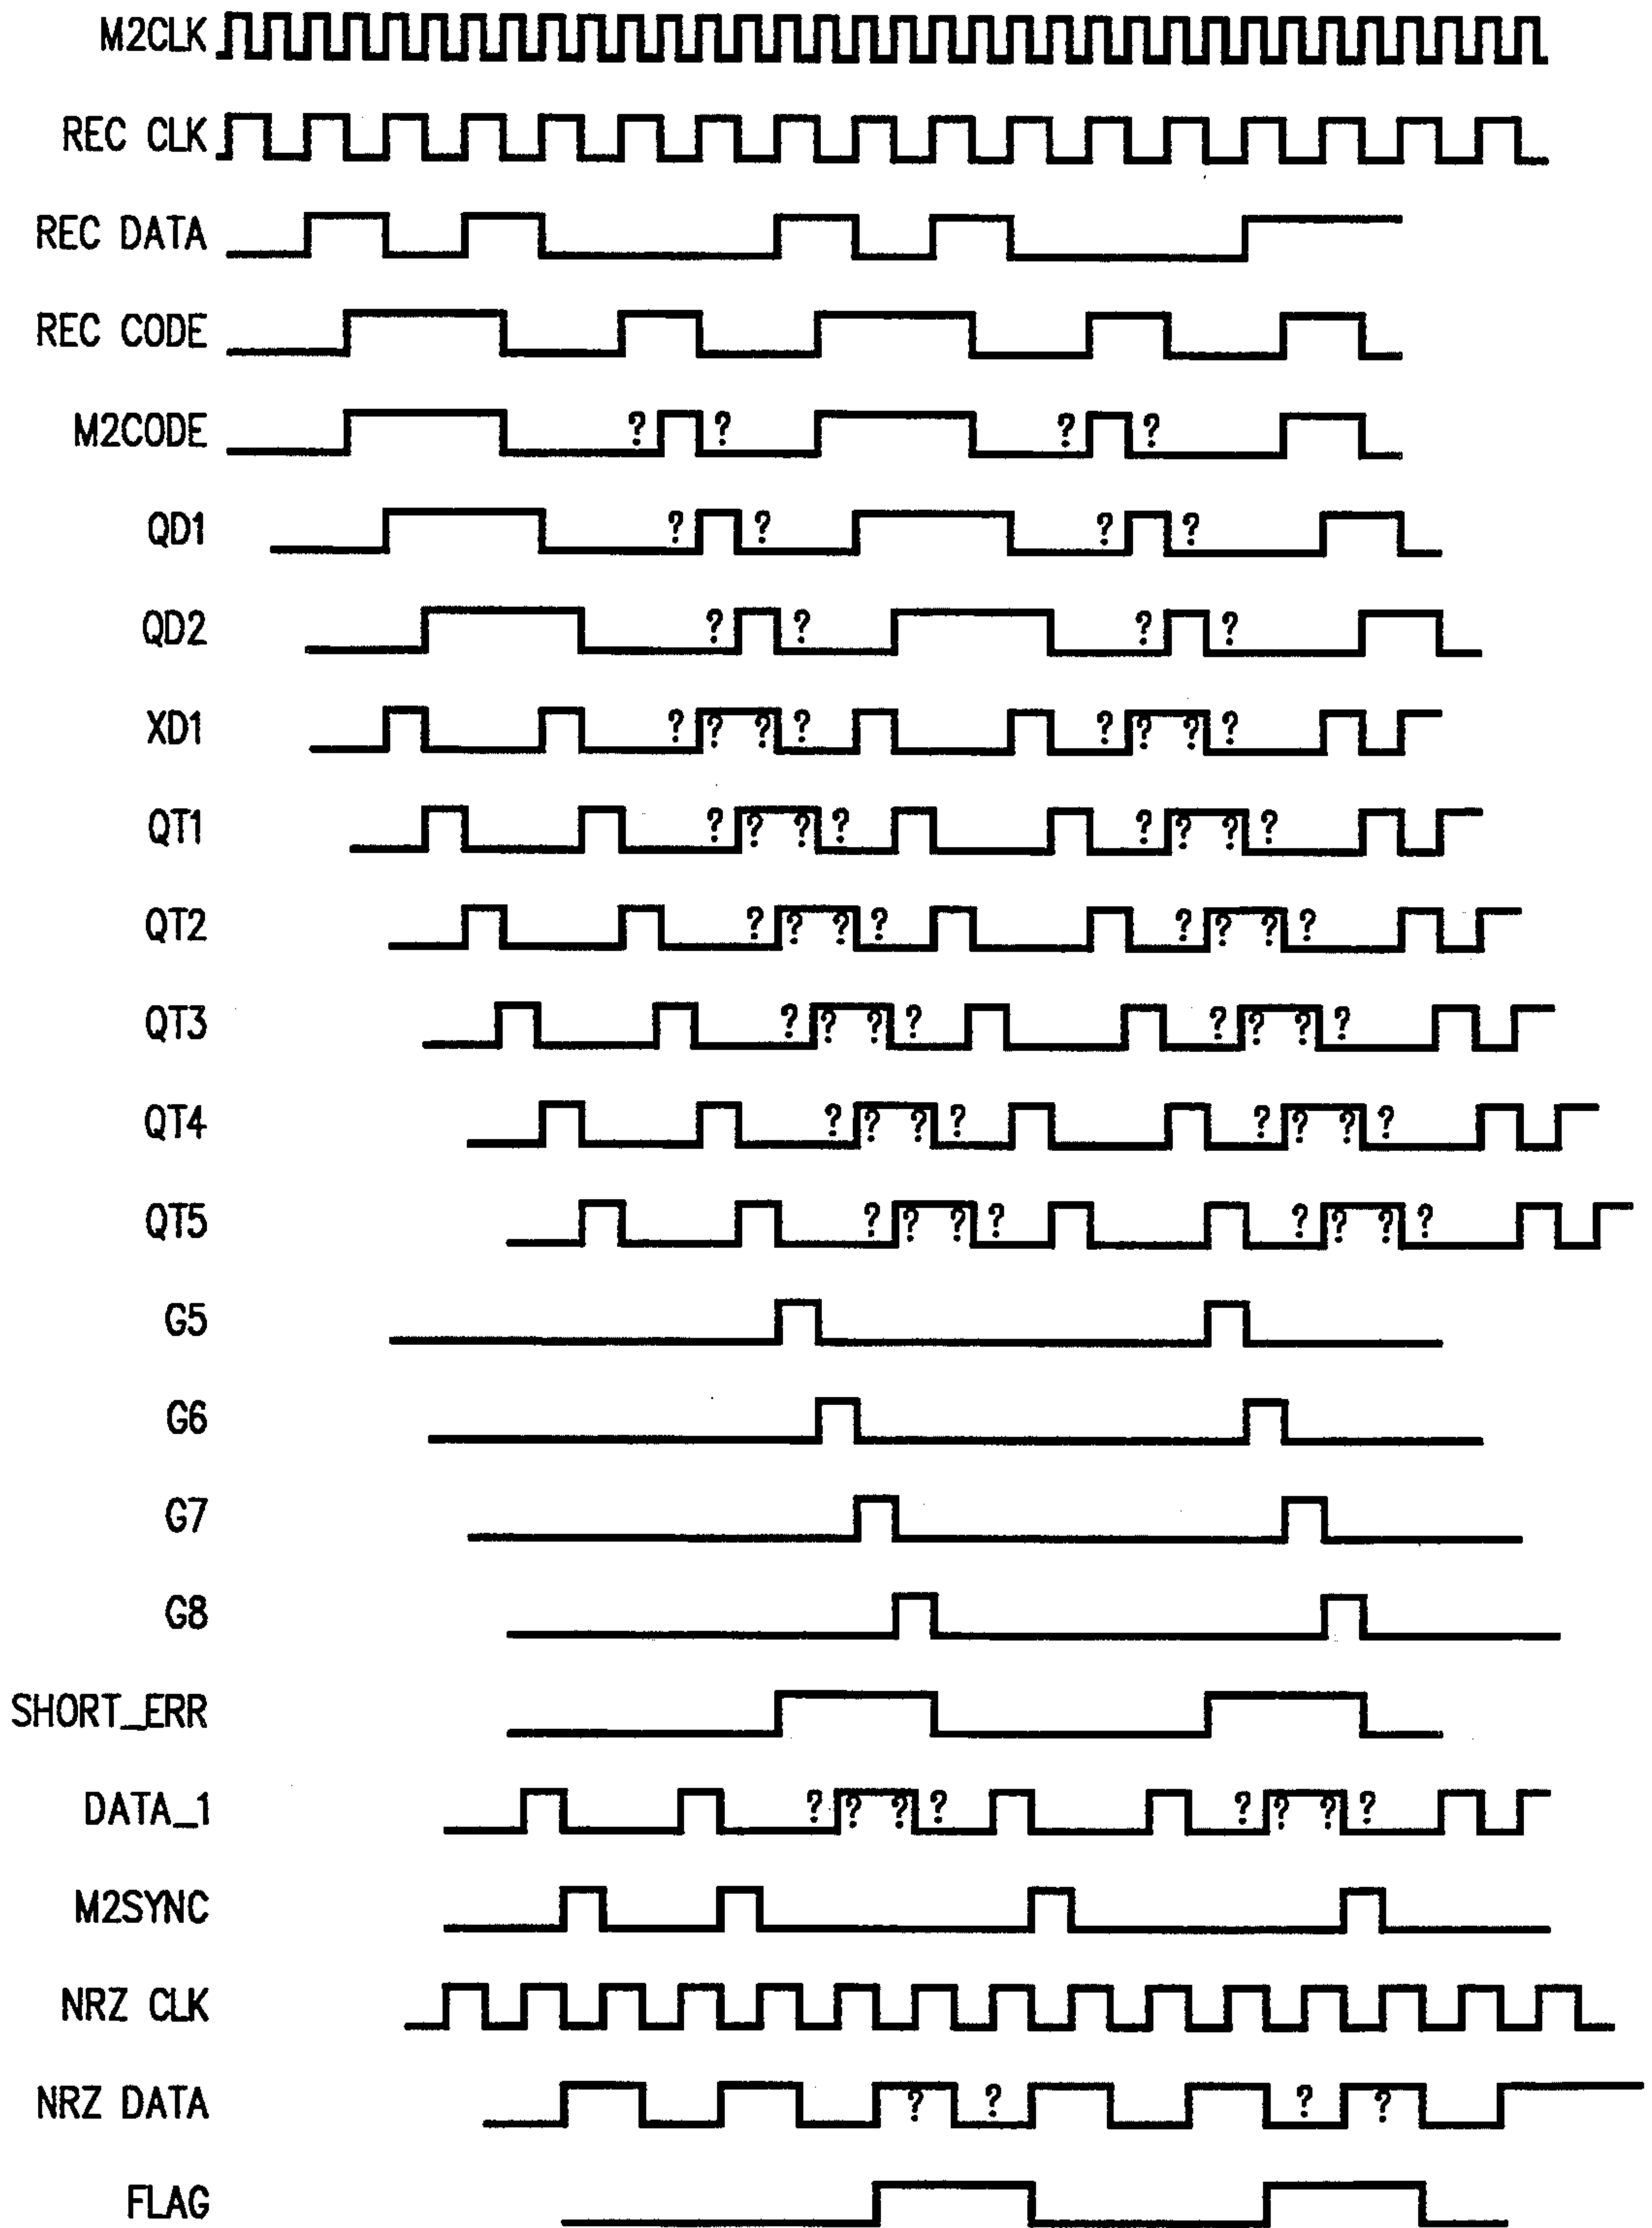 M2CLK
REC CLK
REC DATA
REC CODE
M2CODE ? ? ? ?
QD1 ? ? ? ?
QD2 ? ? ? ?
XD1 ? ? ? ? ? ? ? ?
QT1 ? ? ? ? ? ? ? ?
QT2 ? ? ? ? ? ? ? ?
QT3 ? ? ? ? ? ? ? ?
QT4 ? ? ? ? ? ? ? ?
QT5 ? ? ? ? ? ? ? ?
G5
G6
G7
G8
SHORT_ERR
DATA_1 ? ? ? ? ? ? ? ?
M2SYNC
NRZ CLK
NRZ DATA ? ? ? ?
FLAG